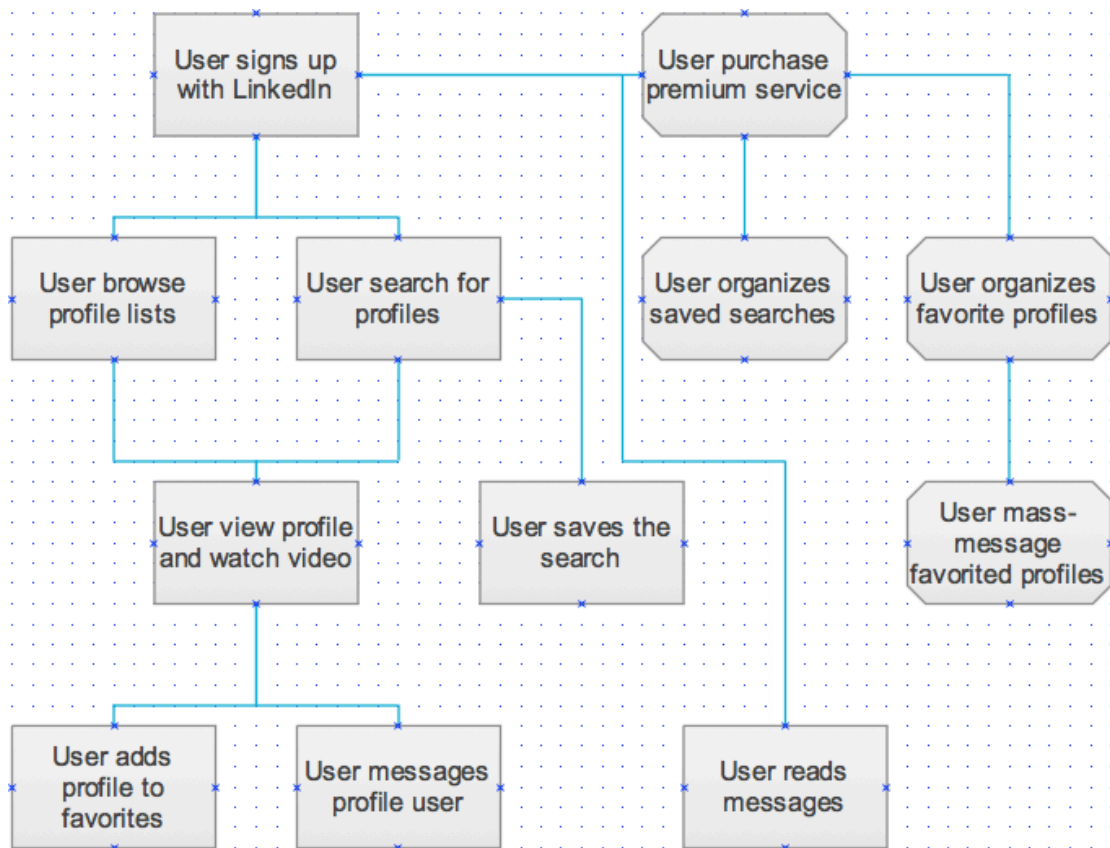 User signs up
with LinkedIn
User purchase
premium service
User browse
profile lists
User search for
profiles
User organizes
saved searches
User organizes
favorite profiles
User view profile
and watch video
User saves the
search
User mass-
message
favorited profiles
User adds
profile to
favorites
User messages
profile user
User reads
messages